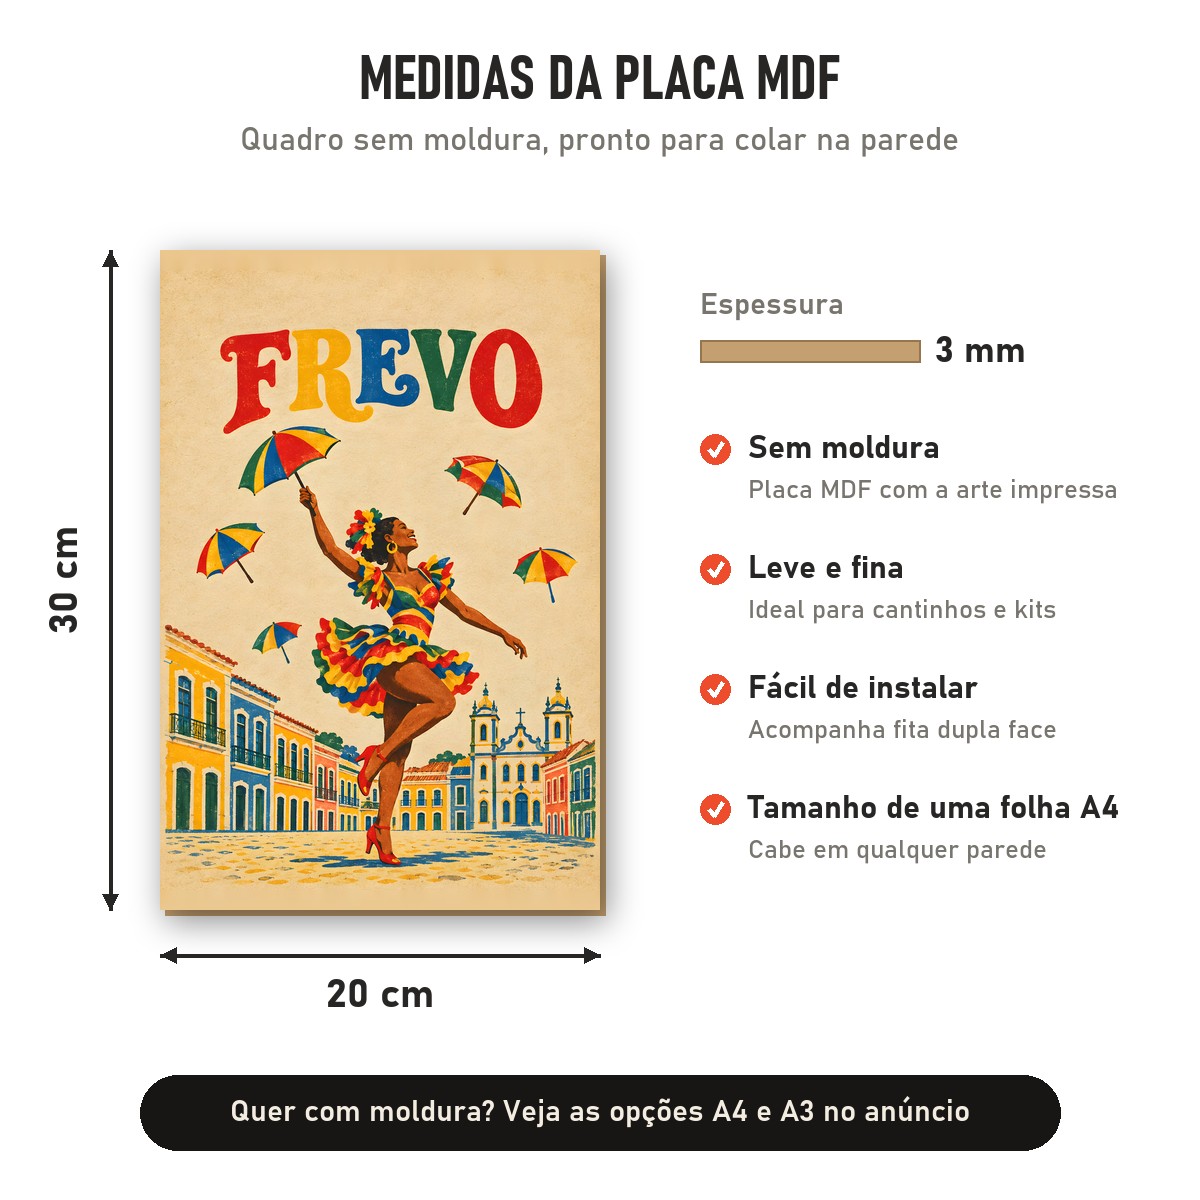 MEDIDAS DA PLACA MDF
Quadro sem moldura, pronto para colar na parede
FREVO
30 cm
20 cm
Espessura
3 mm
Sem moldura
Placa MDF com a arte impressa
Leve e fina
Ideal para cantinhos e kits
Fácil de instalar
Acompanha fita dupla face
Tamanho de uma folha A4
Cabe em qualquer parede
Quer com moldura? Veja as opções A4 e A3 no anúncio